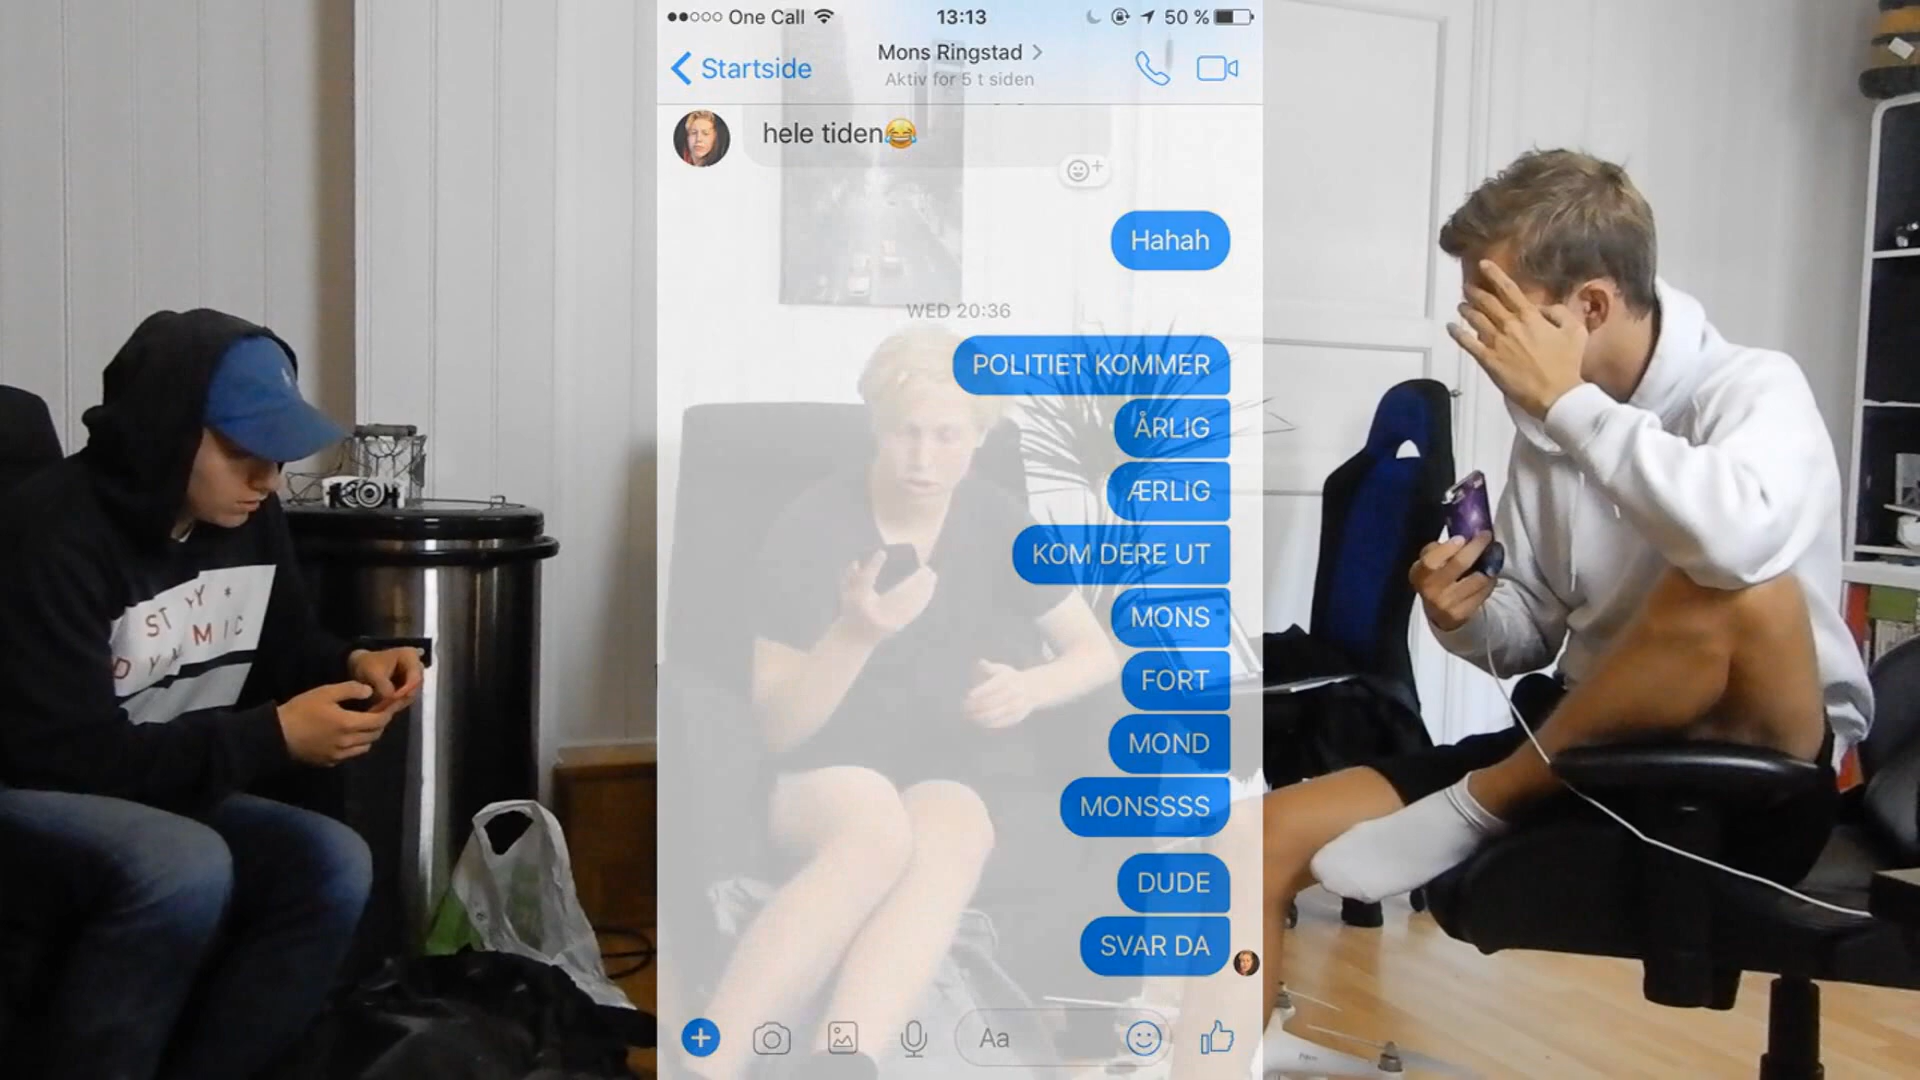 One Call
13:13
50 %
Startside
Mons Ringstad
Aktiv for 5 t siden
hele tiden😂
Hahah
WED 20:36
POLITIET KOMMER
ÅRLIG
ÆRLIG
KOM DERE UT
MONS
FORT
MOND
MONSSSS
DUDE
SVAR DA
Aa